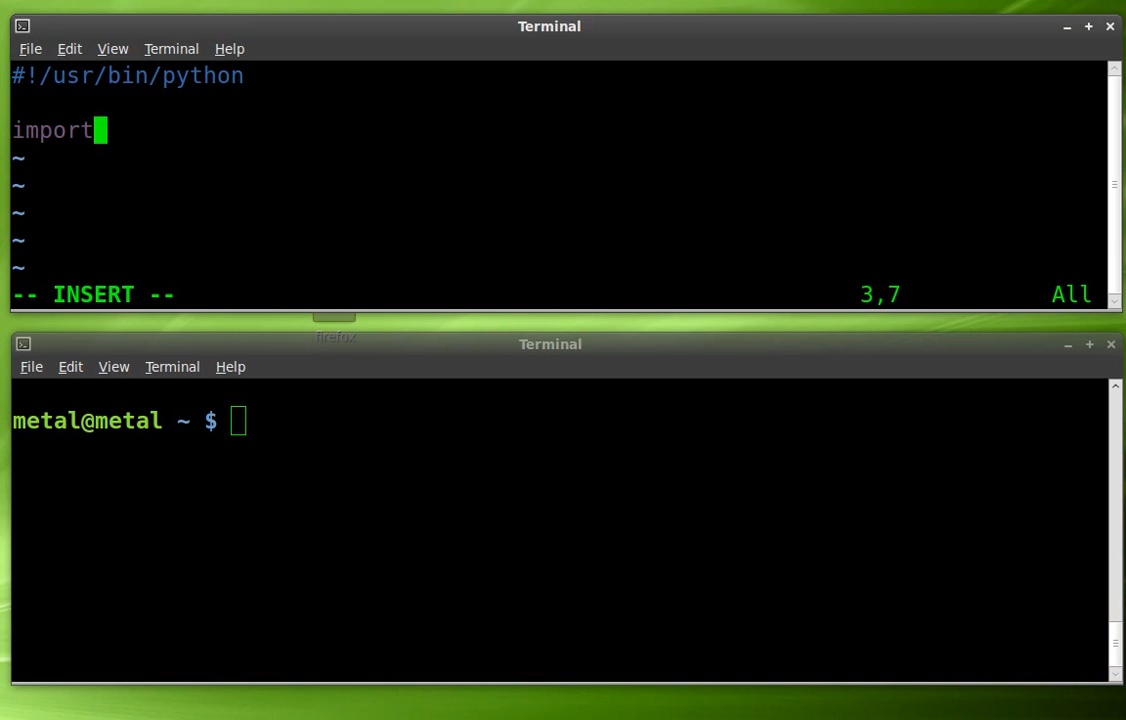 Terminal
File Edit View Terminal Help
#!/usr/bin/python
import
~
~
~
~
~
-- INSERT -- 3,7 All
firefox
Terminal
File Edit View Terminal Help
metal@metal ~ $